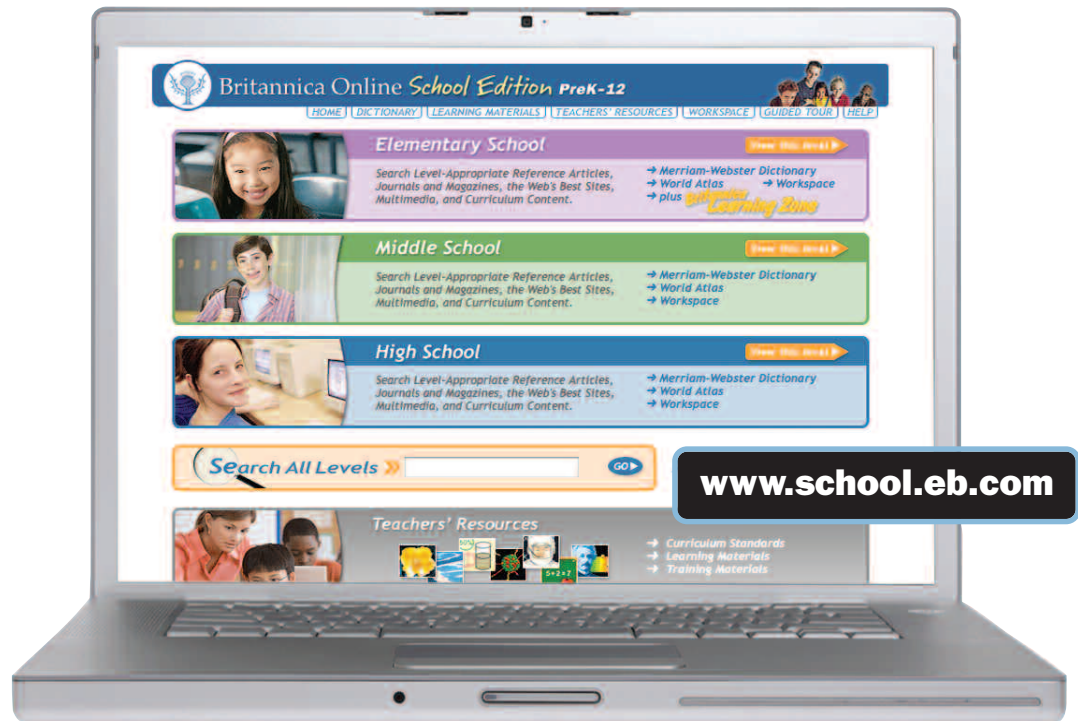 Britannica Online School Edition PreK-12
HOME DICTIONARY LEARNING MATERIALS TEACHERS' RESOURCES WORKSPACE GUIDED TOUR HELP
Elementary School
Search Level-Appropriate Reference Articles,
Journals and Magazines, the Web's Best Sites,
Multimedia, and Curriculum Content.
→ Merriam-Webster Dictionary
→ World Atlas → Workspace
→ plus Britannica
Learning Zone
Middle School
Search Level-Appropriate Reference Articles,
Journals and Magazines, the Web's Best Sites,
Multimedia, and Curriculum Content.
→ Merriam-Webster Dictionary
→ World Atlas
→ Workspace
High School
Search Level-Appropriate Reference Articles,
Journals and Magazines, the Web's Best Sites,
Multimedia, and Curriculum Content.
→ Merriam-Webster Dictionary
→ World Atlas
→ Workspace
Search All Levels
GO
www.school.eb.com
Teachers' Resources
→ Curriculum Standards
→ Learning Materials
→ Training Materials
5+2=7